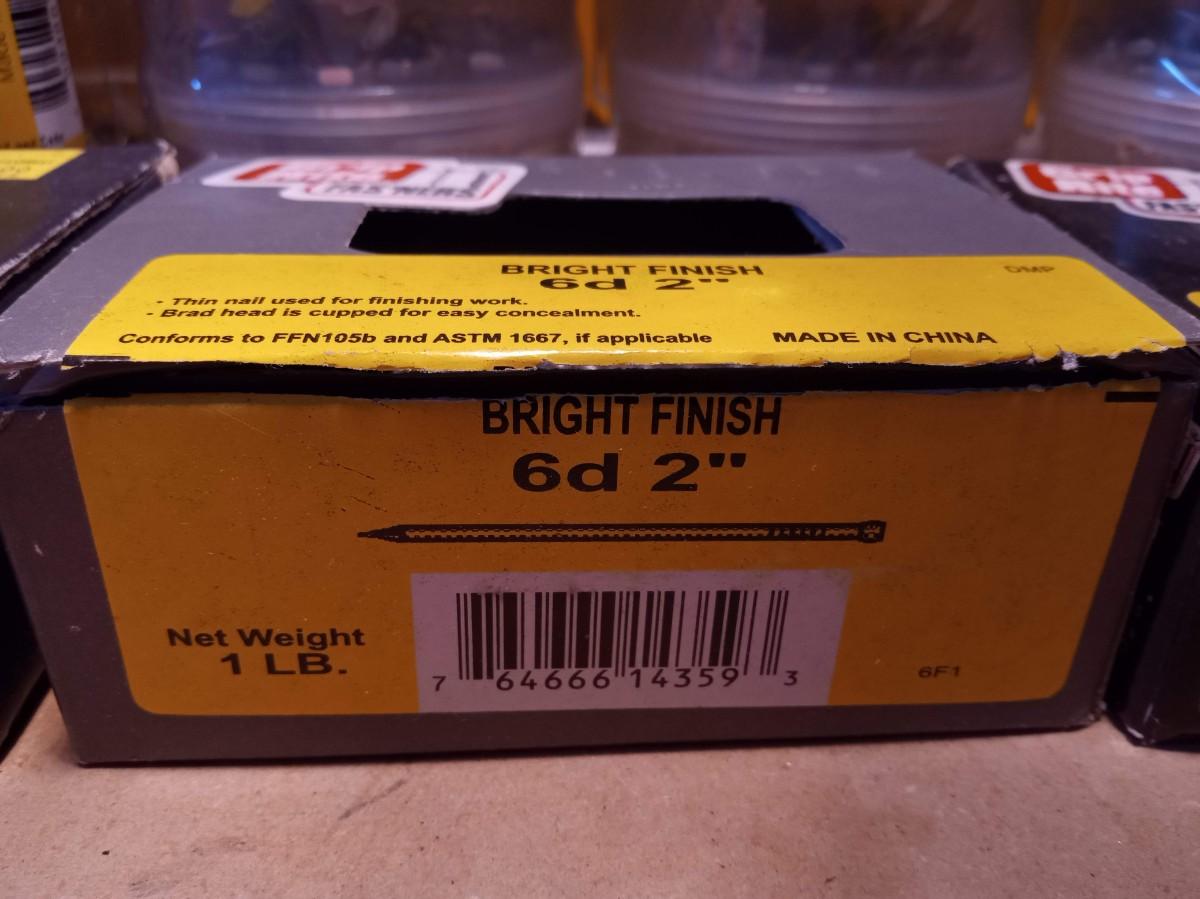 BRIGHT FINISH
6d 2"
DMP
- Thin nail used for finishing work.
- Brad head is cupped for easy concealment.
Conforms to FFN105b and ASTM 1667, if applicable
MADE IN CHINA
BRIGHT FINISH
6d 2"
Net Weight
1 LB.
7 64666 14359 3
6F1